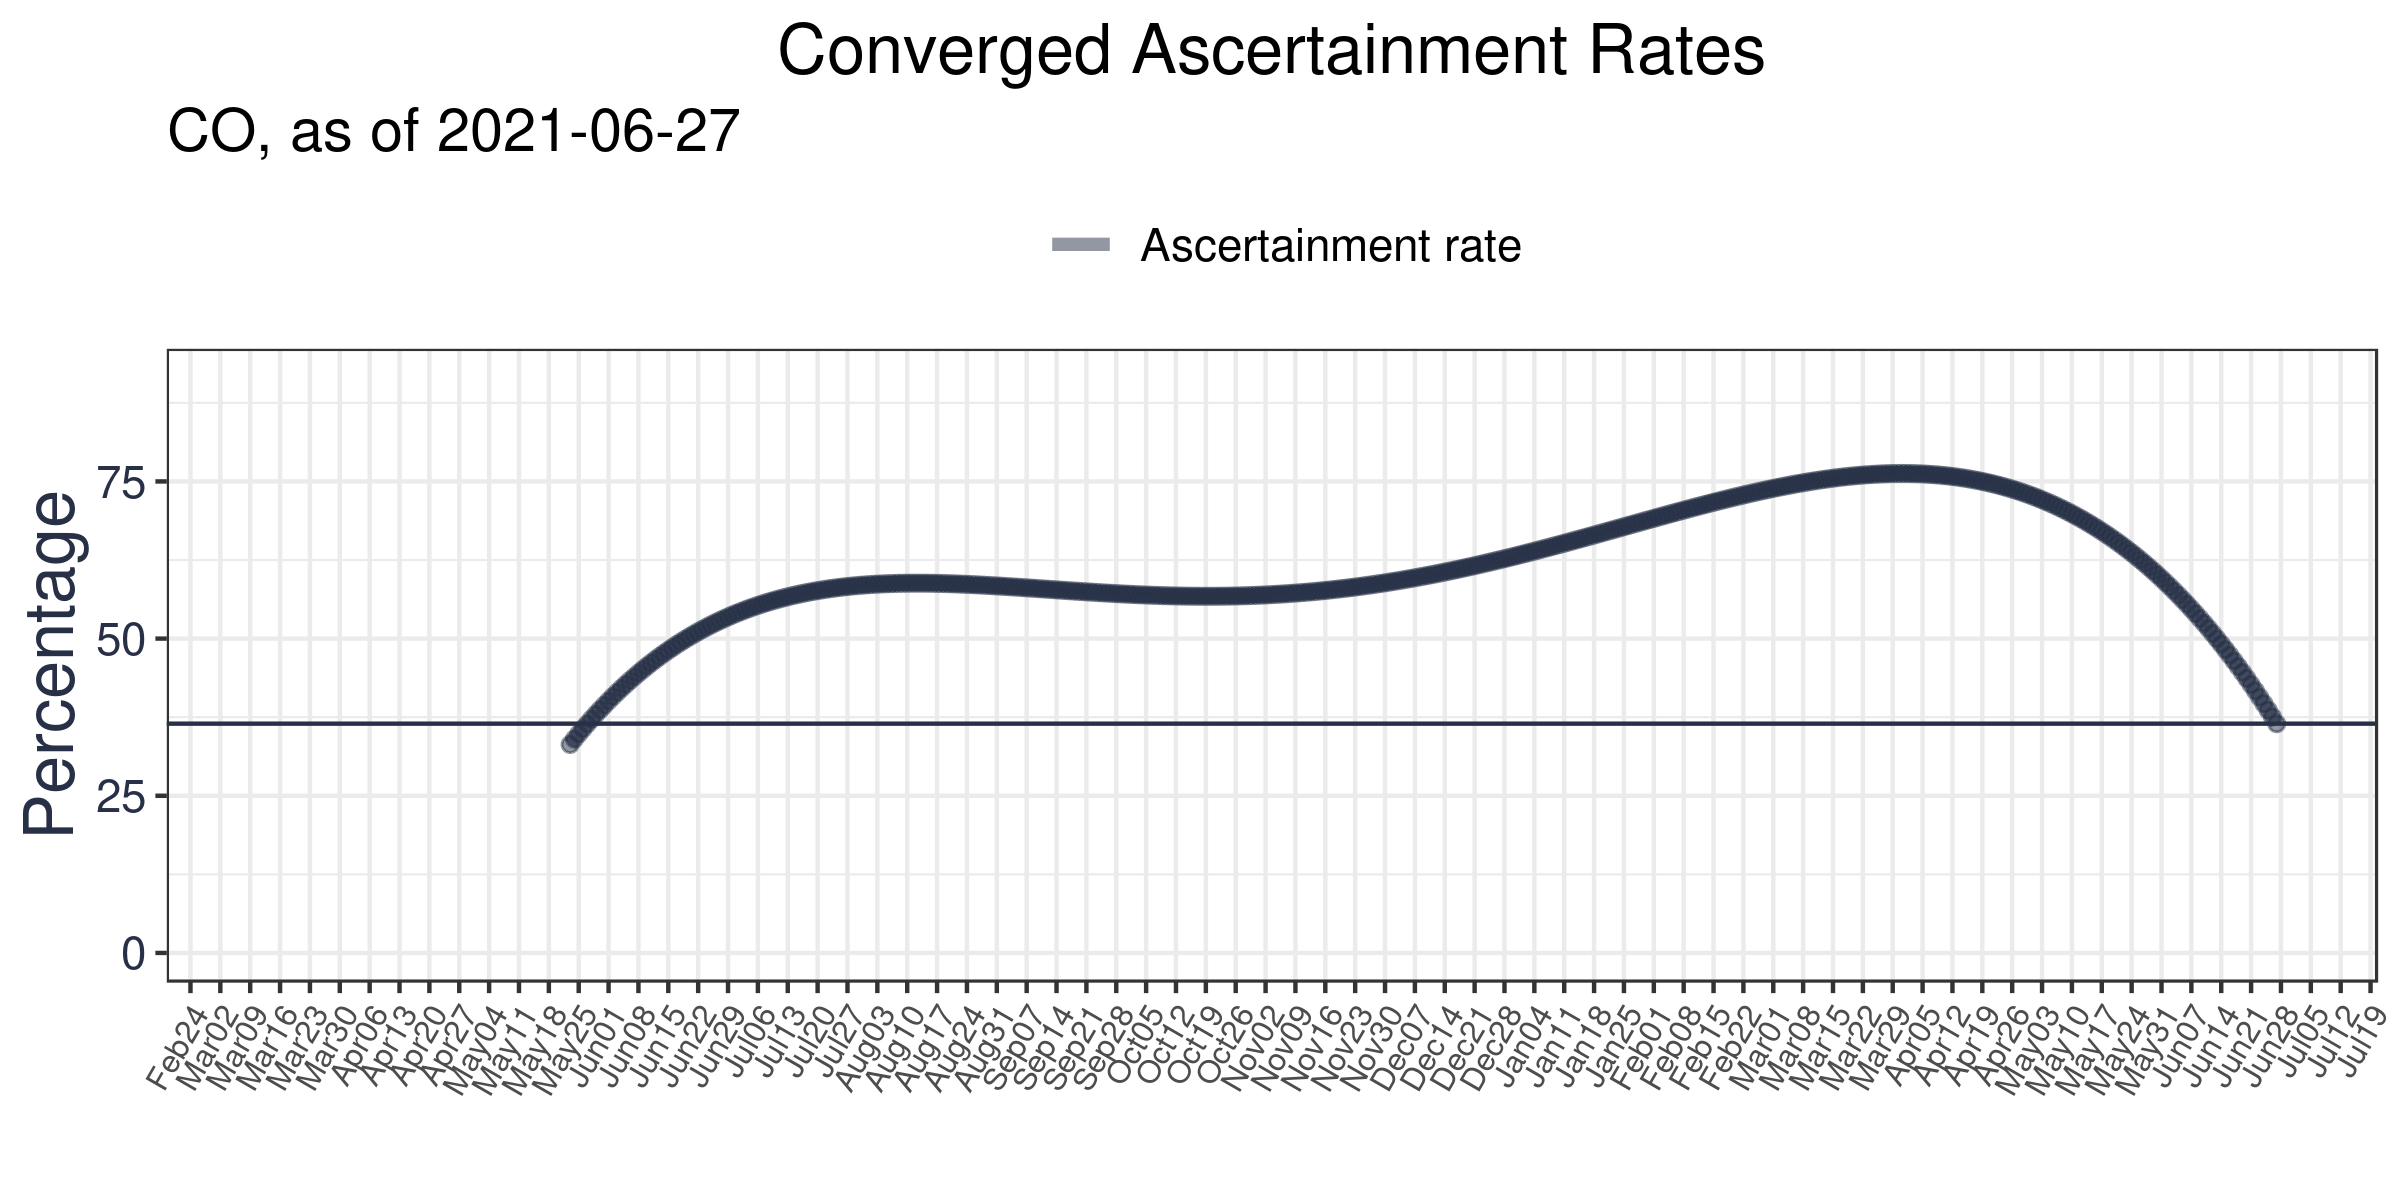 Converged Ascertainment Rates
CO, as of 2021-06-27
Ascertainment rate
Percentage
75
50
25
0
Feb24
Mar02
Mar09
Mar16
Mar23
Mar30
Apr06
Apr13
Apr20
Apr27
May04
May11
May18
May25
Jun01
Jun08
Jun15
Jun22
Jun29
Jul06
Jul13
Jul20
Jul27
Aug03
Aug10
Aug17
Aug24
Aug31
Sep07
Sep14
Sep21
Sep28
Oct05
Oct12
Oct19
Oct26
Nov02
Nov09
Nov16
Nov23
Nov30
Dec07
Dec14
Dec21
Dec28
Dec04
Jan11
Jan18
Jan25
Feb01
Feb08
Feb15
Feb22
Mar01
Mar08
Mar15
Mar22
Mar29
Apr05
Apr12
Apr19
Apr26
May03
May10
May17
May24
May31
May07
Jun14
Jun21
Jun28
Jun05
Jul12
Jul19